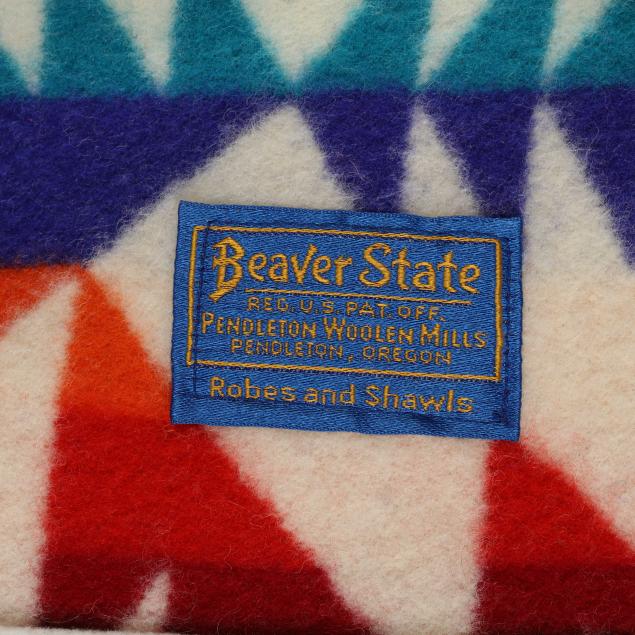 Beaver State
REG. U.S. PAT. OFF.
PENDLETON WOOLEN MILLS
PENDLETON, OREGON
Robes and Shawls